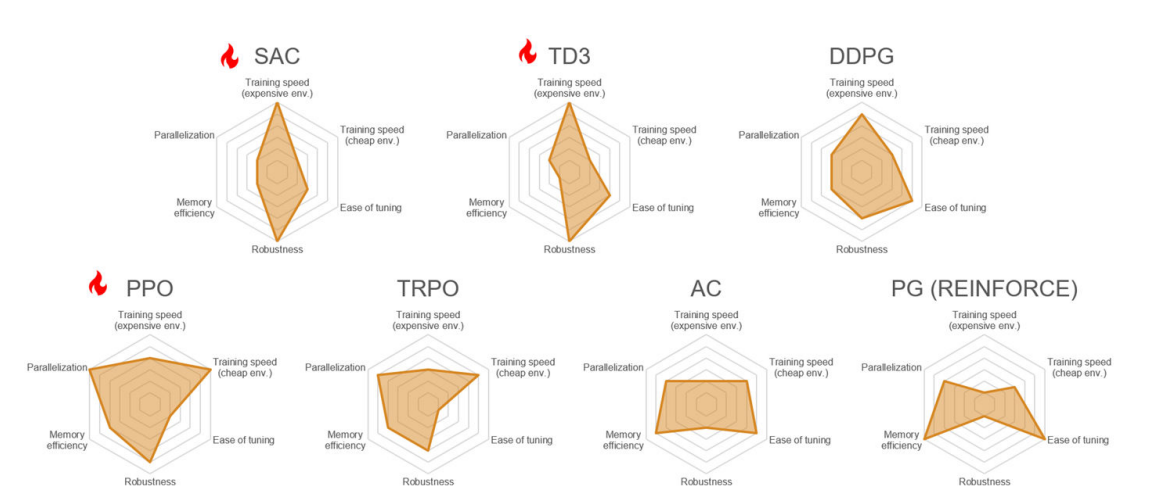 SAC
Training speed
(expensive env.)
Training speed
(cheap env.)
Ease of tuning
Robustness
Memory
efficiency
Parallelization
TD3
Training speed
(expensive env.)
Training speed
(cheap env.)
Ease of tuning
Robustness
Memory
efficiency
Parallelization
DDPG
Training speed
(expensive env.)
Training speed
(cheap env.)
Ease of tuning
Robustness
Memory
efficiency
Parallelization
PPO
Training speed
(expensive env.)
Training speed
(cheap env.)
Ease of tuning
Robustness
Memory
efficiency
Parallelization
TRPO
Training speed
(expensive env.)
Training speed
(cheap env.)
Ease of tuning
Robustness
Memory
efficiency
Parallelization
AC
Training speed
(expensive env.)
Training speed
(cheap env.)
Ease of tuning
Robustness
Memory
efficiency
Parallelization
PG (REINFORCE)
Training speed
(expensive env.)
Training speed
(cheap env.)
Ease of tuning
Robustness
Memory
efficiency
Parallelization